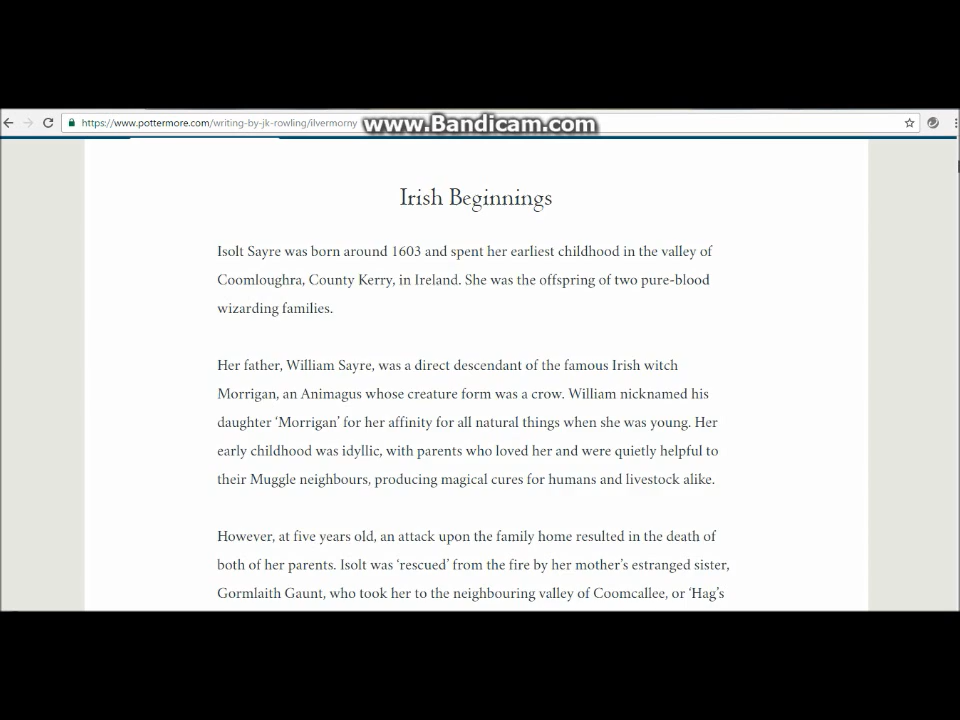 https://www.pottermore.com/writing-by-jk-rowling/ilvermorny
www.Bandicam.com
Irish Beginnings
Isolt Sayre was born around 1603 and spent her earliest childhood in the valley of
Coomloughra, County Kerry, in Ireland. She was the offspring of two pure-blood
wizarding families.
Her father, William Sayre, was a direct descendant of the famous Irish witch
Morrigan, an Animagus whose creature form was a crow. William nicknamed his
daughter ‘Morrigan’ for her affinity for all natural things when she was young. Her
early childhood was idyllic, with parents who loved her and were quietly helpful to
their Muggle neighbours, producing magical cures for humans and livestock alike.
However, at five years old, an attack upon the family home resulted in the death of
both of her parents. Isolt was ‘rescued’ from the fire by her mother’s estranged sister,
Gormlaith Gaunt, who took her to the neighbouring valley of Coomcallee, or ‘Hag’s